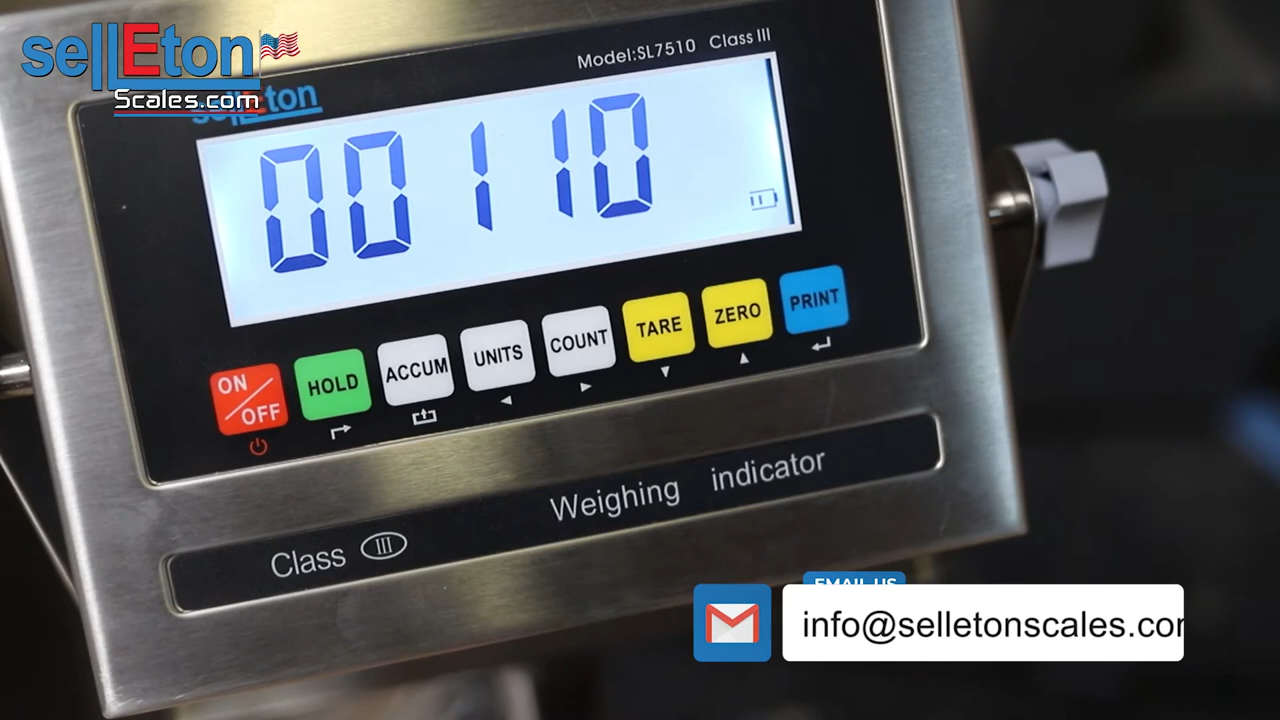 sellEton
Scales.com
Model:SL7510 Class III
sellEton
00110
ON/OFF
HOLD
ACCUM
UNITS
COUNT
TARE
ZERO
PRINT
Weighing indicator
Class III
EMAIL US
info@selletonscales.com